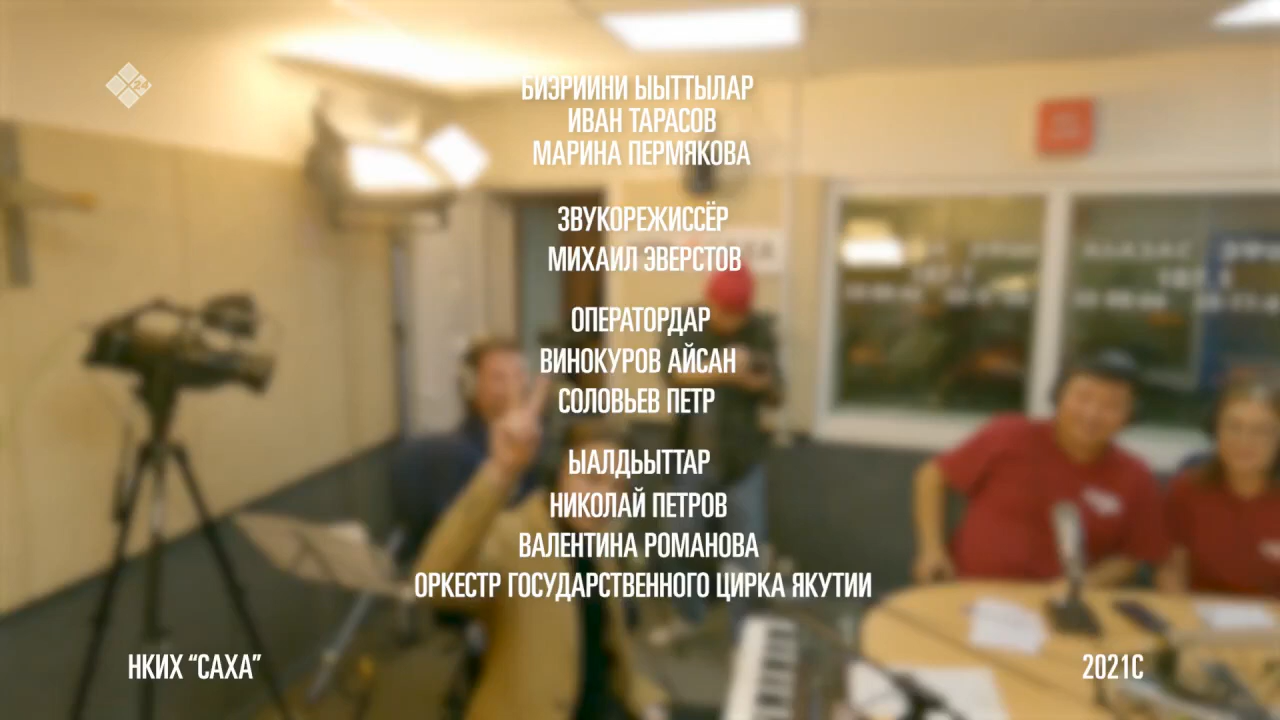 БИЭРИИНИ ЫЫТТЫЛАР
ИВАН ТАРАСОВ
МАРИНА ПЕРМЯКОВА
ЗВУКОРЕЖИССЁР
МИХАИЛ ЭВЕРСТОВ
ОПЕРАТОРДАР
ВИНОКУРОВ АЙСАН
СОЛОВЬЕВ ПЕТР
ЫАЛДЬЫТТАР
НИКОЛАЙ ПЕТРОВ
ВАЛЕНТИНА РОМАНОВА
ОРКЕСТР ГОСУДАРСТВЕННОГО ЦИРКА ЯКУТИИ
НКИХ “САХА”
2021С